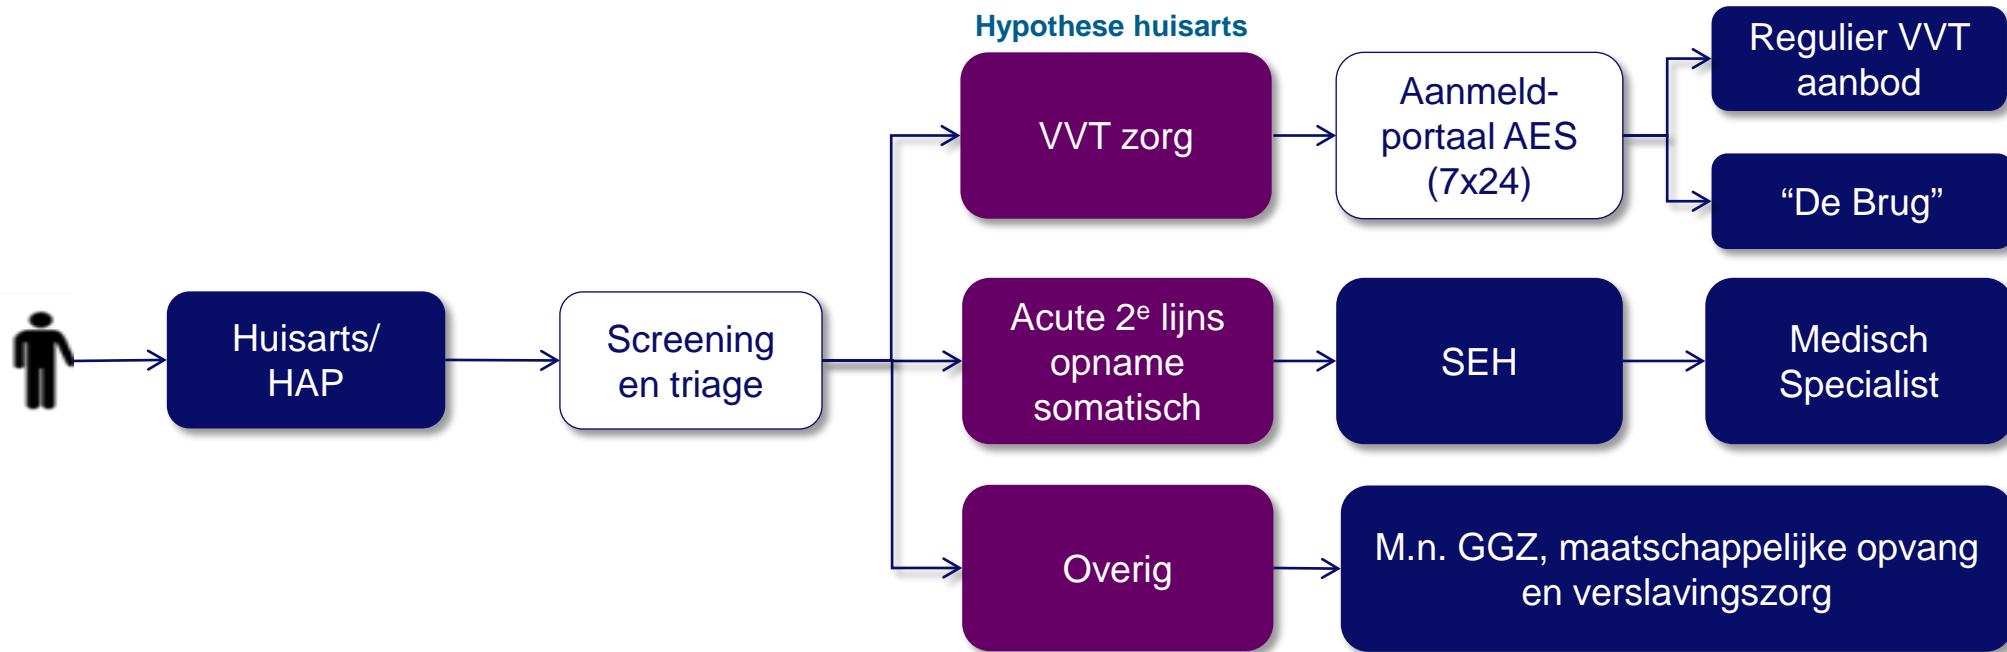 Hypothese huisarts
Huisarts/
HAP
Screening
en triage
VVT zorg
Aanmeld-
portaal AES
(7x24)
Regulier VVT
aanbod
“De Brug”
Acute 2e lijns
opname
somatisch
SEH
Medisch
Specialist
Overig
M.n. GGZ, maatschappelijke opvang
en verslavingszorg